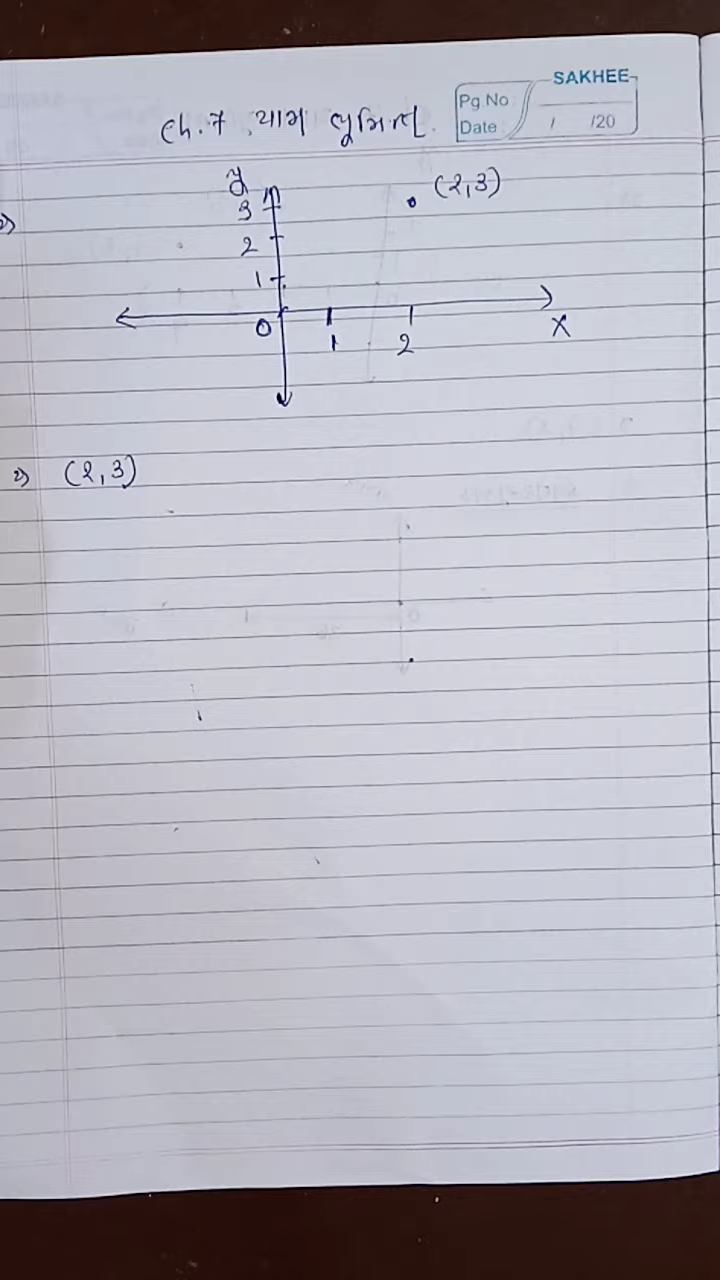 SAKHEE
Pg.No
Date / /20
Ch.7 યામ ભૂમિતિ.
y
(2,3)
3
2
1
0 1 2 X
2) (2,3)